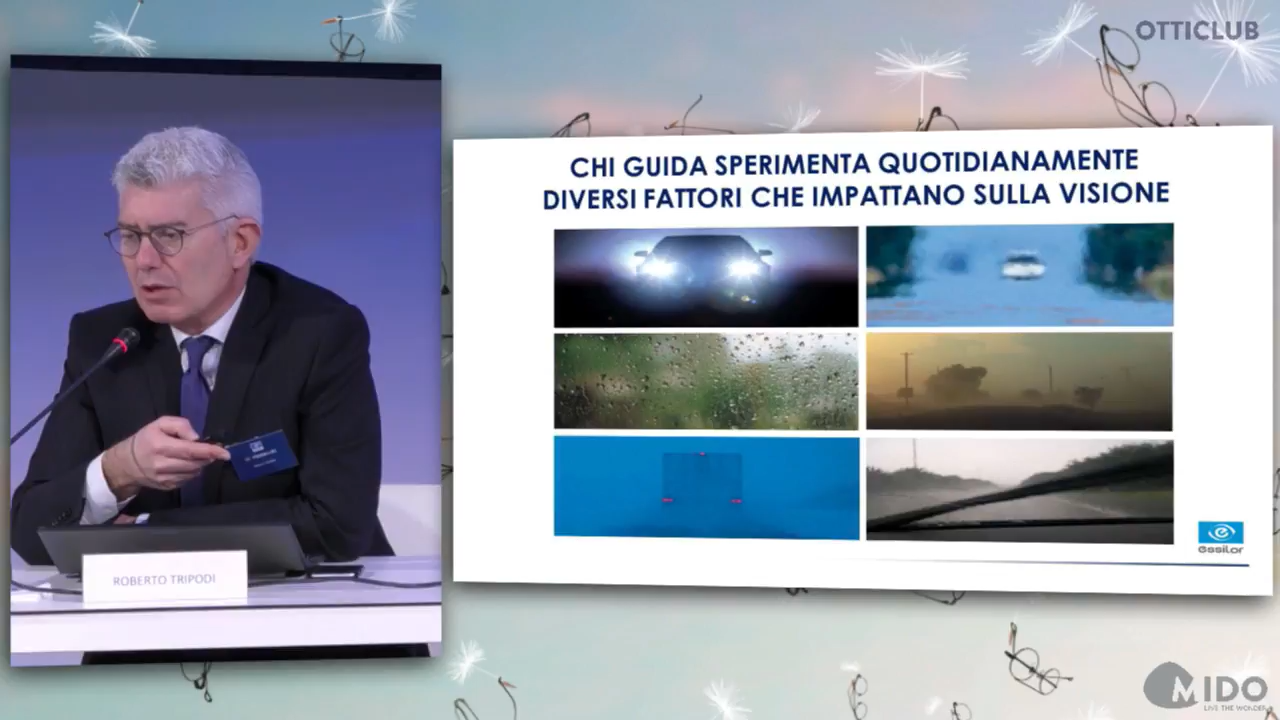 OTTICLUB
CHI GUIDA SPERIMENTA QUOTIDIANAMENTE
DIVERSI FATTORI CHE IMPATTANO SULLA VISIONE
ROBERTO TRIPODI
essilor
MIDO
LIVE THE WONDER